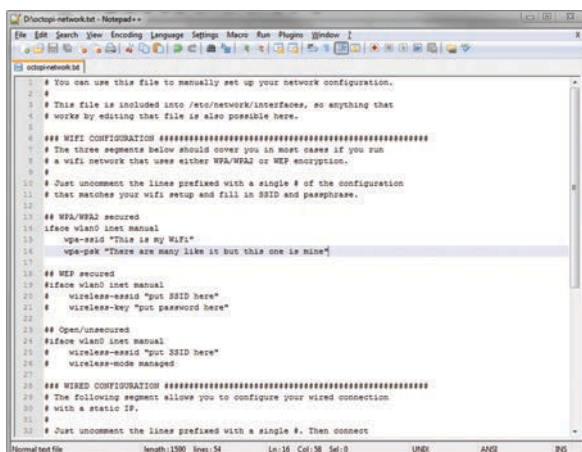 D:\octopi-network.txt - Notepad++
File Edit Search View Encoding Language Settings Macro Run Plugins Window ?
X
octopi-network.txt
1 # You can use this file to manually set up your network configuration.
2 #
3 # This file is included into /etc/network/interfaces, so anything that
4 # works by editing that file is also possible here.
5
6 ### WIFI CONFIGURATION ####################################################
7 # The three segments below should cover you in most cases if you run
8 # a wifi network that uses either WPA/WPA2 or WEP encryption.
9 #
10 # Just uncomment the lines prefixed with a single # of the configuration
11 # that matches your wifi setup and fill in SSID and passphrase.
12
13 ## WPA/WPA2 secured
14 iface wlan0 inet manual
15 wpa-ssid "This is my WiFi"
16 wpa-psk "There are many like it but this one is mine"
17
18 ## WEP secured
19 #iface wlan0 inet manual
20 # wireless-essid "put SSID here"
21 # wireless-key "put password here"
22
23 ## Open/unsecured
24 #iface wlan0 inet manual
25 # wireless-essid "put SSID here"
26 # wireless-mode managed
27
28 ### WIRED CONFIGURATION ###################################################
29 # The following segment allows you to configure your wired connection
30 # with a static IP.
31 #
32 # Just uncomment the lines prefixed with a single #. Then connect
Normal text file length : 1590 lines : 54 Ln : 16 Col : 58 Sel : 0 UNIX ANSI INS